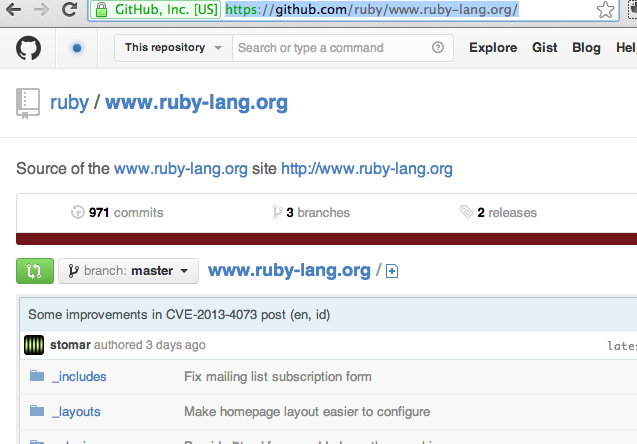 GitHub, Inc. [US] https://github.com/ruby/www.ruby-lang.org/
This repository Search or type a command Explore Gist Blog
ruby / www.ruby-lang.org
Source of the www.ruby-lang.org site http://www.ruby-lang.org
971 commits 3 branches 2 releases
branch: master www.ruby-lang.org /
Some improvements in CVE-2013-4073 post (en, id)
stomar authored 3 days ago
_includes Fix mailing list subscription form
_layouts Make homepage layout easier to configure